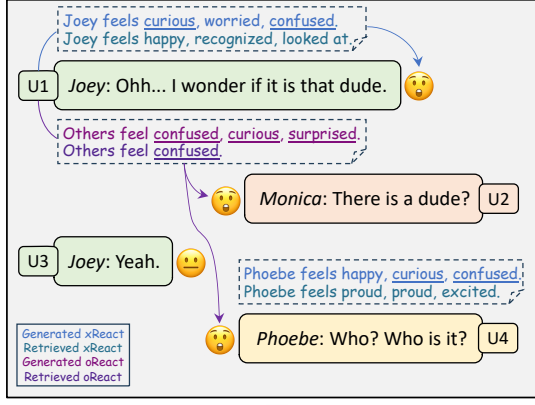 Joey feels curious, worried, confused.
Joey feels happy, recognized, looked at.
U1
Joey: Ohh... I wonder if it is that dude.
Others feel confused, curious, surprised.
Others feel confused.
Monica: There is a dude?
U2
U3
Joey: Yeah.
Phoebe feels happy, curious, confused.
Phoebe feels proud, proud, excited.
Phoebe: Who? Who is it?
U4
Generated xReact
Retrieved xReact
Generated oReact
Retrieved oReact